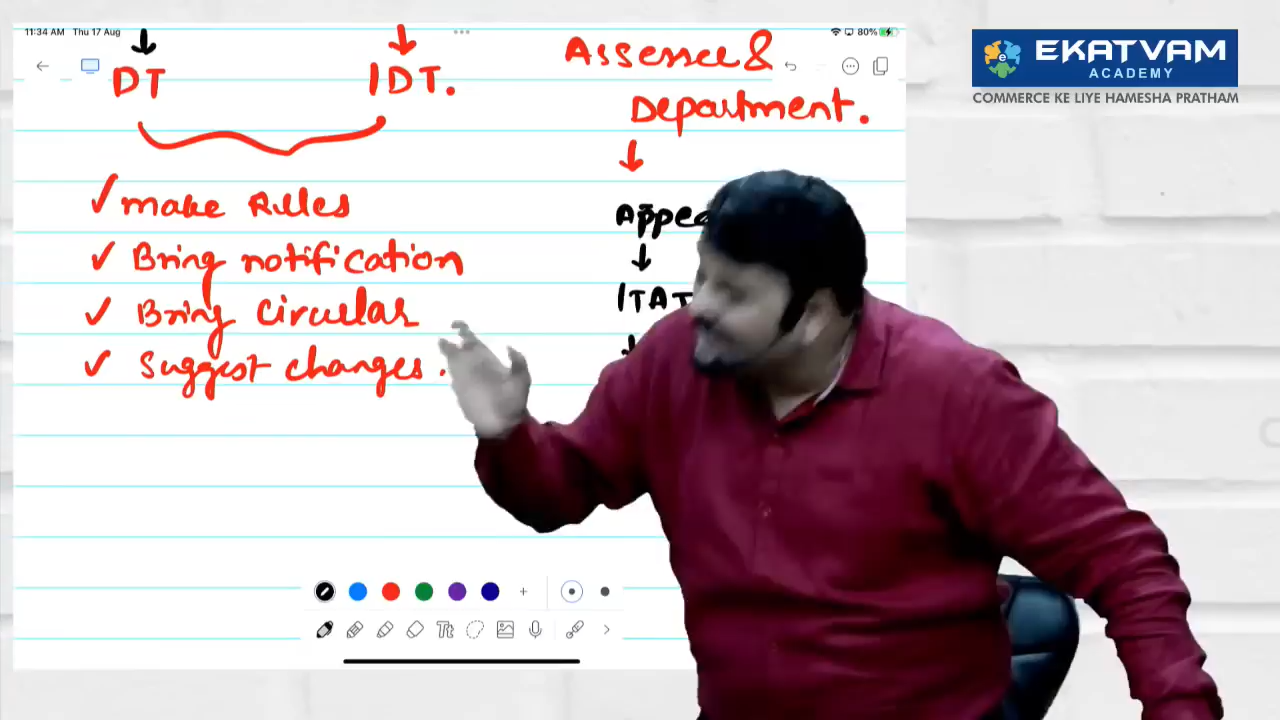 11:34 AM Thu 17 Aug
80%
DT
IDT.
Assessee &
Department.
✓ make Rules
✓ Bring notification
✓ Bring Circular
✓ Suggest changes.
ITAT
Tt
EKATVAM
ACADEMY
COMMERCE KE LIYE HAMESHA PRATHAM